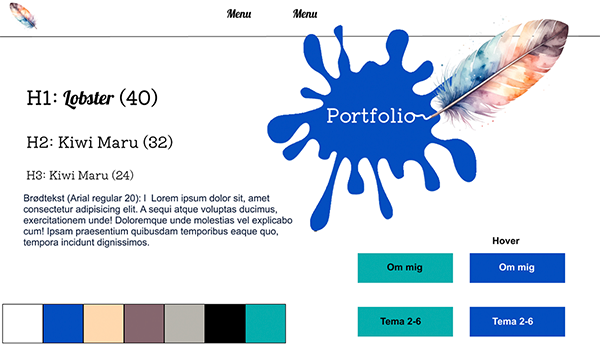 Menu Menu
H1: Lobster (40)
Portfolio
H2: Kiwi Maru (32)
H3: Kiwi Maru (24)
Brødtekst (Arial regular 20): l  Lorem ipsum dolor sit, amet
consectetur adipisicing elit. A sequi atque voluptas ducimus,
exercitationem unde! Doloremque unde molestias vel explicabo
cum! Ipsam praesentium quibusdam temporibus eaque quo,
tempora incidunt dignissimos.
Hover
Om mig Om mig
Tema 2-6 Tema 2-6